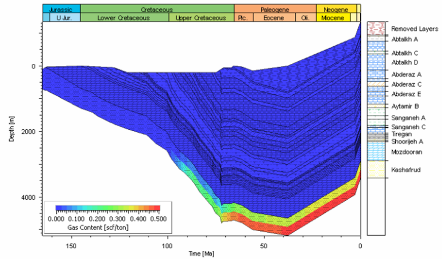 Jurassic Cretaceous Paleogene Neogene
U Jur. Lower Cretaceous Upper Cretaceous Plc. Eocene Oli. Miocene
Removed Layers
Abtalkh A
Abtalkh C
Abtalkh D
Abderaz A
Abderaz C
Abderaz E
Aytamir B
Sanganeh A
Sanganeh C
Tiregan
Shoorijeh A
Mozdooran
Kashafrud
0
2000
4000
Depth [m]
0.000 0.100 0.200 0.300 0.400 0.500
Gas Content [scf/ton]
150 100 50 0
Time [Ma]